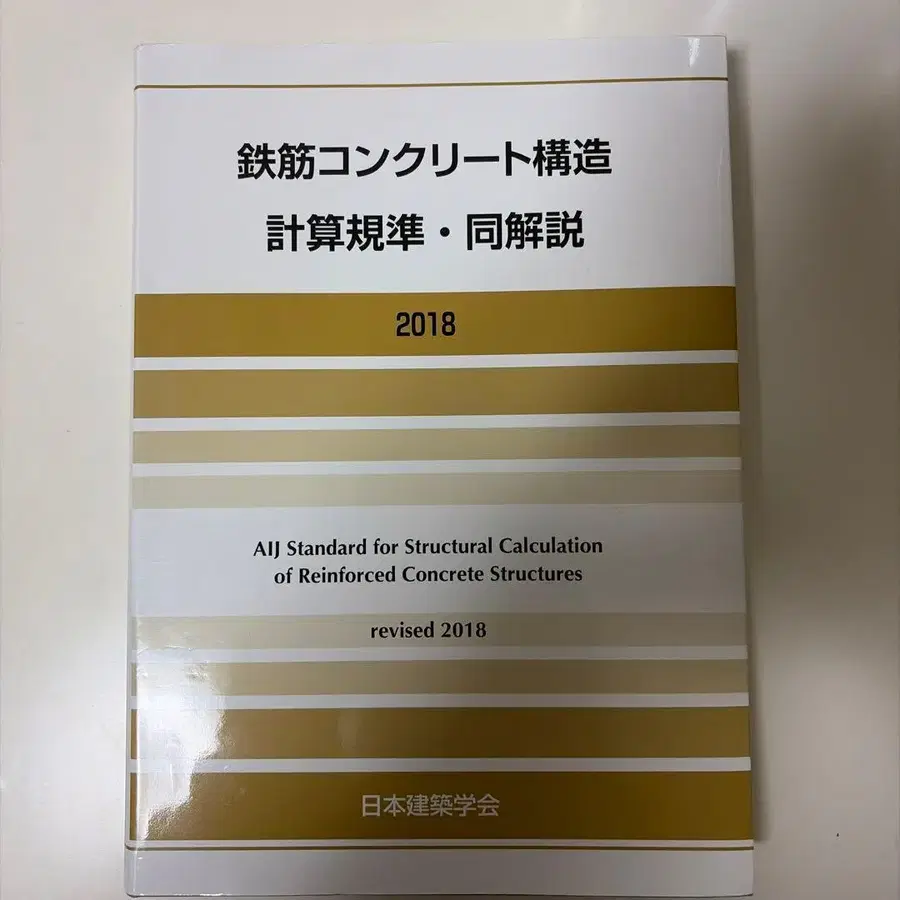 鉄筋コンクリート構造
計算規準・同解説
2018
AIJ Standard for Structural Calculation
of Reinforced Concrete Structures
revised 2018
日本建築学会